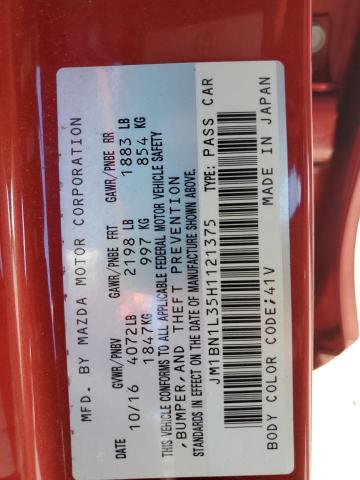 MFD. BY MAZDA MOTOR CORPORATION
GVWR/PNBV GAWR/PNBE FRT GAWR/PNBE RR
10/16 4072LB 2198 LB 1883 LB
1847KG 997 KG 854 KG
THIS VEHICLE CONFORMS TO ALL APPLICABLE FEDERAL MOTOR VEHICLE SAFETY
,BUMPER,AND THEFT PREVENTION
STANDARDS IN EFFECT ON THE DATE OF MANUFACTURE SHOWN ABOVE.
JM1BN1L35H1121375 TYPE: PASS CAR
BODY COLOR CODE;41V MADE IN JAPAN